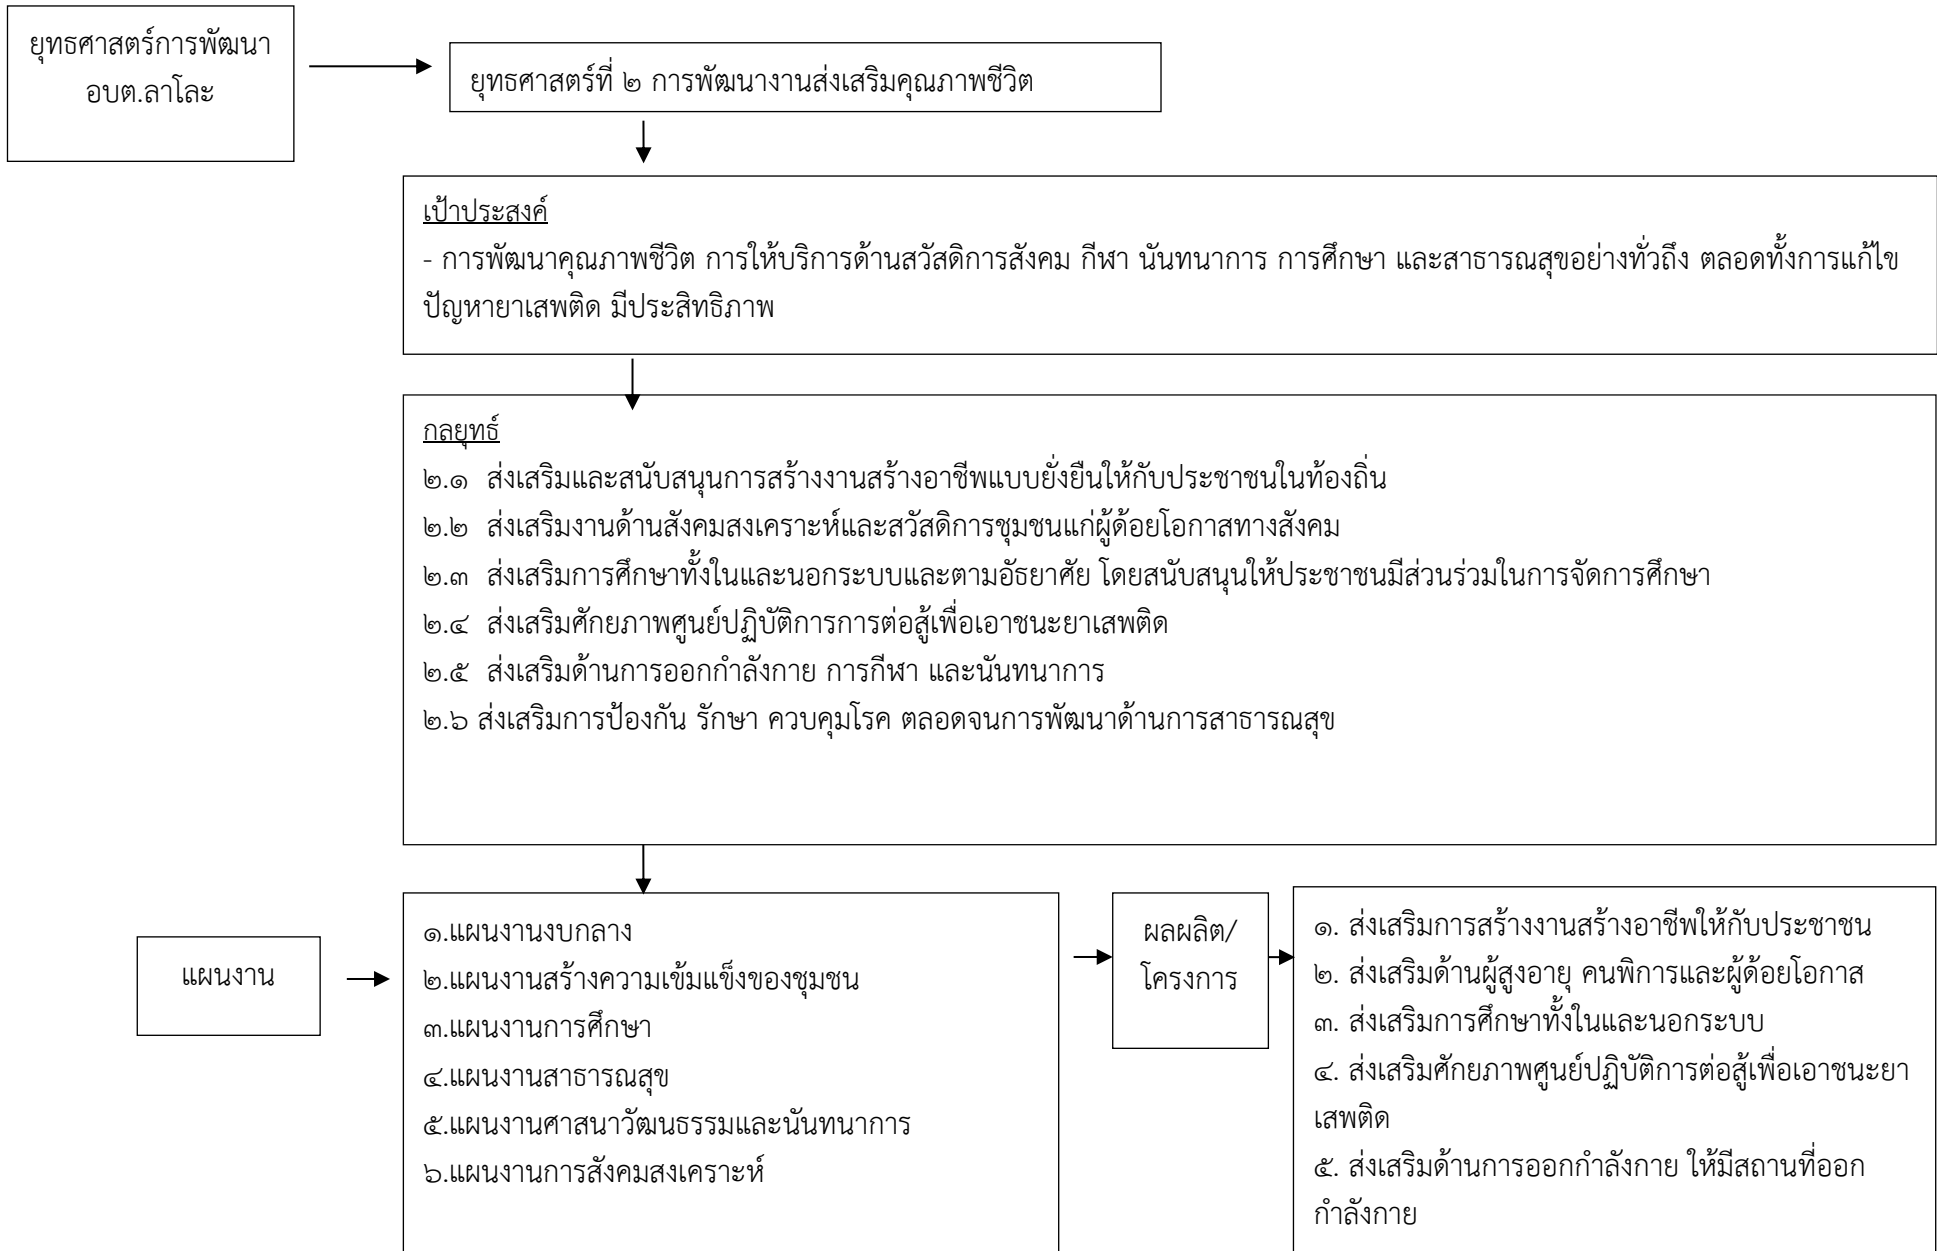 ยุทธศาสตร์การพัฒนา
อบต.ลาโละ
ยุทธศาสตร์ที่ ๒ การพัฒนางานส่งเสริมคุณภาพชีวิต
เป้าประสงค์
- การพัฒนาคุณภาพชีวิต การให้บริการด้านสวัสดิการสังคม กีฬา นันทนาการ การศึกษา และสาธารณสุขอย่างทั่วถึง ตลอดทั้งการแก้ไข
ปัญหายาเสพติด มีประสิทธิภาพ
กลยุทธ์
๒.๑ ส่งเสริมและสนับสนุนการสร้างงานสร้างอาชีพแบบยั่งยืนให้กับประชาชนในท้องถิ่น
๒.๒ ส่งเสริมงานด้านสังคมสงเคราะห์และสวัสดิการชุมชนแก่ผู้ด้อยโอกาสทางสังคม
๒.๓ ส่งเสริมการศึกษาทั้งในและนอกระบบและตามอัธยาศัย โดยสนับสนุนให้ประชาชนมีส่วนร่วมในการจัดการศึกษา
๒.๔ ส่งเสริมศักยภาพศูนย์ปฏิบัติการการต่อสู้เพื่อเอาชนะยาเสพติด
๒.๕ ส่งเสริมด้านการออกกำลังกาย การกีฬา และนันทนาการ
๒.๖ ส่งเสริมการป้องกัน รักษา ควบคุมโรค ตลอดจนการพัฒนาด้านการสาธารณสุข
แผนงาน
๑.แผนงานงบกลาง
๒.แผนงานสร้างความเข้มแข็งของชุมชน
๓.แผนงานการศึกษา
๔.แผนงานสาธารณสุข
๕.แผนงานศาสนาวัฒนธรรมและนันทนาการ
๖.แผนงานการสังคมสงเคราะห์
ผลผลิต/
โครงการ
๑. ส่งเสริมการสร้างงานสร้างอาชีพให้กับประชาชน
๒. ส่งเสริมด้านผู้สูงอายุ คนพิการและผู้ด้อยโอกาส
๓. ส่งเสริมการศึกษาทั้งในและนอกระบบ
๔. ส่งเสริมศักยภาพศูนย์ปฏิบัติการต่อสู้เพื่อเอาชนะยา
เสพติด
๕. ส่งเสริมด้านการออกกำลังกาย ให้มีสถานที่ออก
กำลังกาย